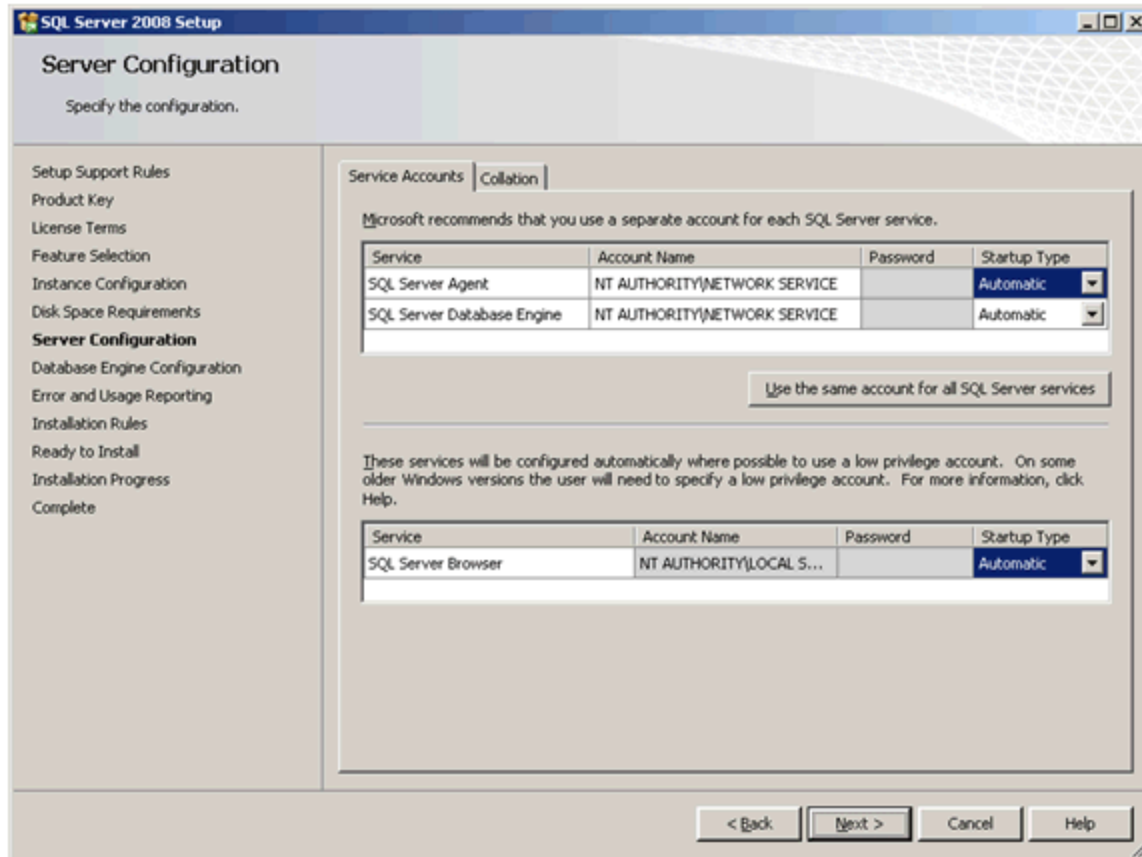 SQL Server 2008 Setup
Server Configuration
Specify the configuration.
Setup Support Rules
Product Key
License Terms
Feature Selection
Instance Configuration
Disk Space Requirements
Server Configuration
Database Engine Configuration
Error and Usage Reporting
Installation Rules
Ready to Install
Installation Progress
Complete
Service Accounts Collation
Microsoft recommends that you use a separate account for each SQL Server service.
Service Account Name Password Startup Type
SQL Server Agent NT AUTHORITY\NETWORK SERVICE Automatic
SQL Server Database Engine NT AUTHORITY\NETWORK SERVICE Automatic
Use the same account for all SQL Server services
These services will be configured automatically where possible to use a low privilege account. On some
older Windows versions the user will need to specify a low privilege account. For more information, click
Help.
Service Account Name Password Startup Type
SQL Server Browser NT AUTHORITY\LOCAL S... Automatic
< Back Next > Cancel Help